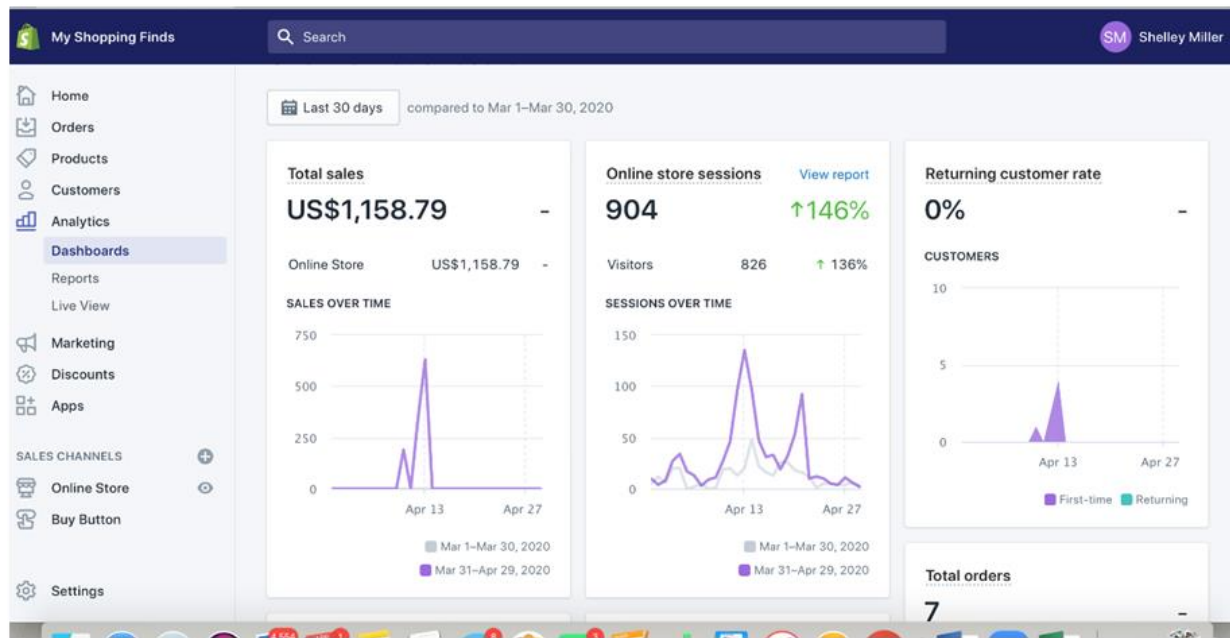 My Shopping Finds
Search
SM Shelley Miller
Home
Orders
Products
Customers
Analytics
Dashboards
Reports
Live View
Marketing
Discounts
Apps
SALES CHANNELS
Online Store
Buy Button
Settings
Last 30 days compared to Mar 1–Mar 30, 2020
Total sales
US$1,158.79 -
Online Store US$1,158.79 -
SALES OVER TIME
750
500
250
0
Apr 13 Apr 27
Mar 1–Mar 30, 2020
Mar 31–Apr 29, 2020
Online store sessions View report
904 ↑146%
Visitors 826 ↑ 136%
SESSIONS OVER TIME
150
100
50
0
Apr 13 Apr 27
Mar 1–Mar 30, 2020
Mar 31–Apr 29, 2020
Returning customer rate
0% -
CUSTOMERS
10
5
0
Apr 13 Apr 27
First-time Returning
Total orders
7 -